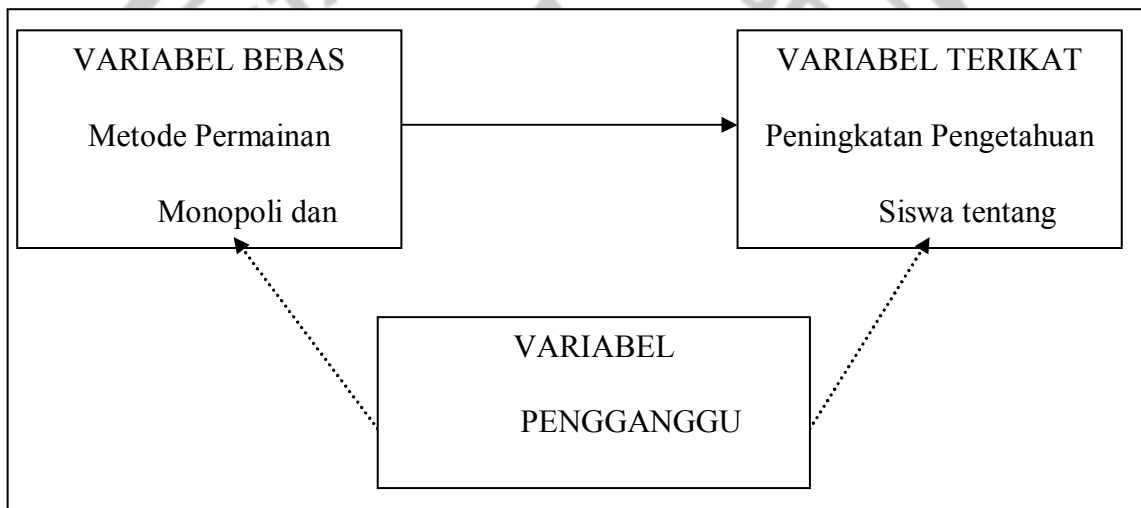 VARIABEL BEBAS
Metode Permainan
Monopoli dan
VARIABEL TERIKAT
Peningkatan Pengetahuan
Siswa tentang
VARIABEL
PENGGANGGU